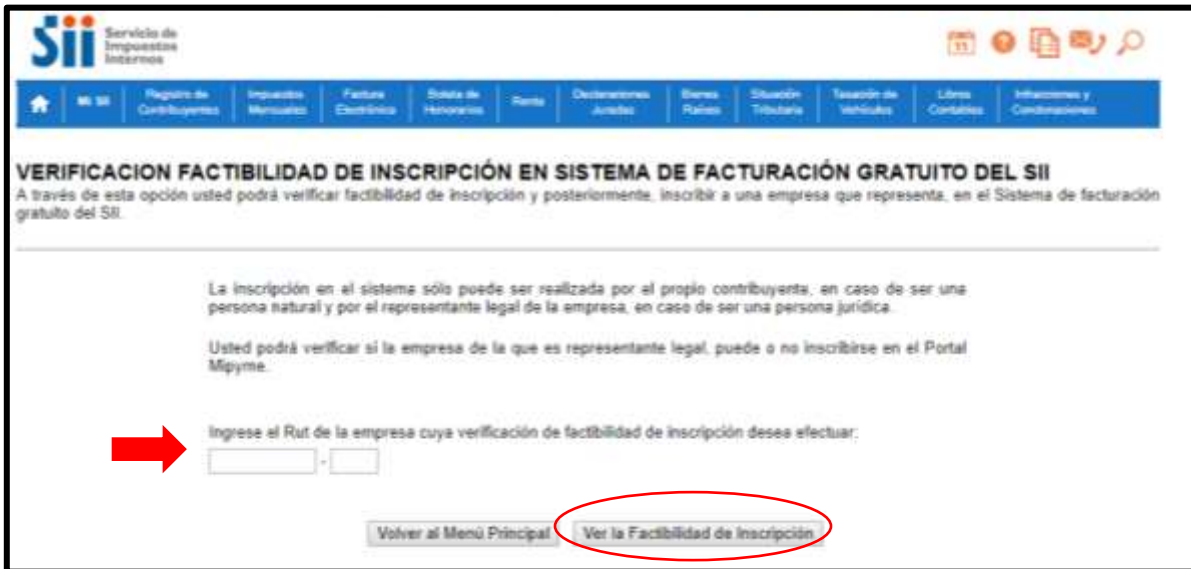 Sii Servicio de
Impuestos
Internos
11
MI SII
Registro de
Contribuyentes
Impuestos
Mensuales
Factura
Electrónica
Boleta de
Honorarios
Renta
Declaraciones
Juradas
Bienes
Raíces
Situación
Tributaria
Tasación de
Vehículos
Libros
Contables
Infracciones y
Condonaciones
VERIFICACION FACTIBILIDAD DE INSCRIPCIÓN EN SISTEMA DE FACTURACIÓN GRATUITO DEL SII
A través de esta opción usted podrá verificar factibilidad de inscripción y posteriormente, inscribir a una empresa que representa, en el Sistema de facturación
gratuito del SII.
La inscripción en el sistema sólo puede ser realizada por el propio contribuyente, en caso de ser una
persona natural y por el representante legal de la empresa, en caso de ser una persona jurídica.
Usted podrá verificar si la empresa de la que es representante legal, puede o no inscribirse en el Portal
Mipyme.
Ingrese el Rut de la empresa cuya verificación de factibilidad de inscripción desea efectuar:
-
Volver al Menú Principal Ver la Factibilidad de Inscripción